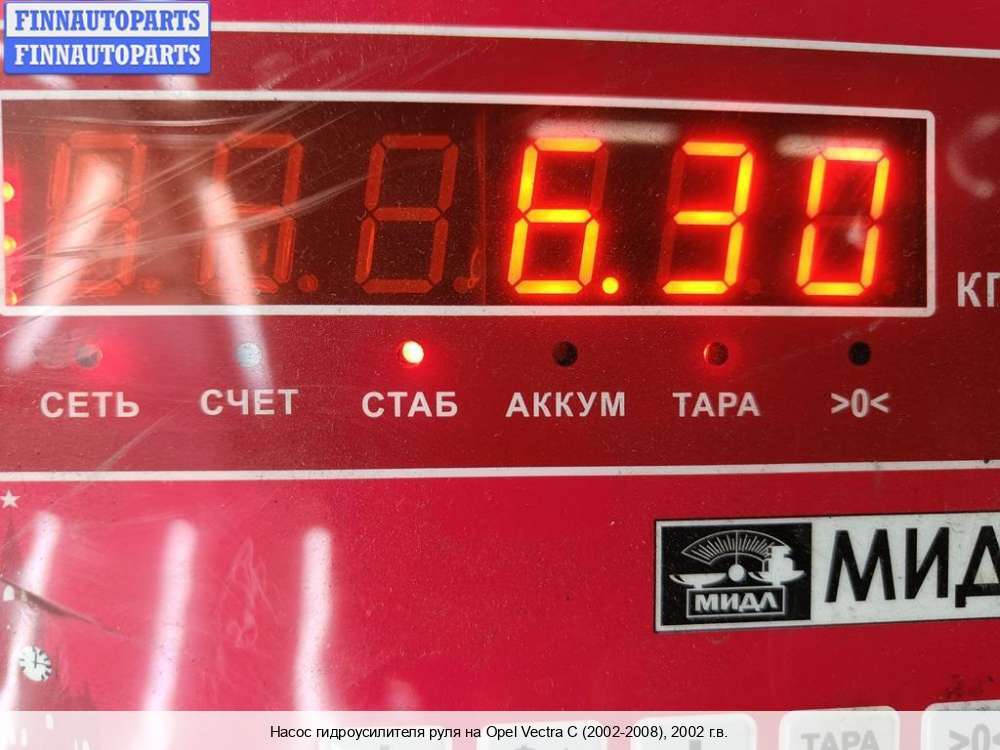 FINNAUTOPARTS
FINNAUTOPARTS
6.30
КГ
СЕТЬ СЧЕТ СТАБ АККУМ ТАРА >0<
МИДЛ МИД
ТАРА >0<
Насос гидроусилителя руля на Opel Vectra C (2002-2008), 2002 г.в.